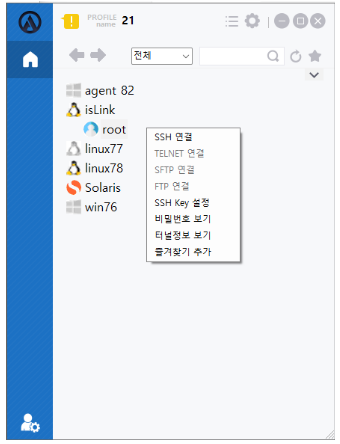 PROFILE name 21
전체
agent 82
isLink
root
linux77
linux78
Solaris
win76
SSH 연결
TELNET 연결
SFTP 연결
FTP 연결
SSH Key 설정
비밀번호 보기
터널정보 보기
즐겨찾기 추가